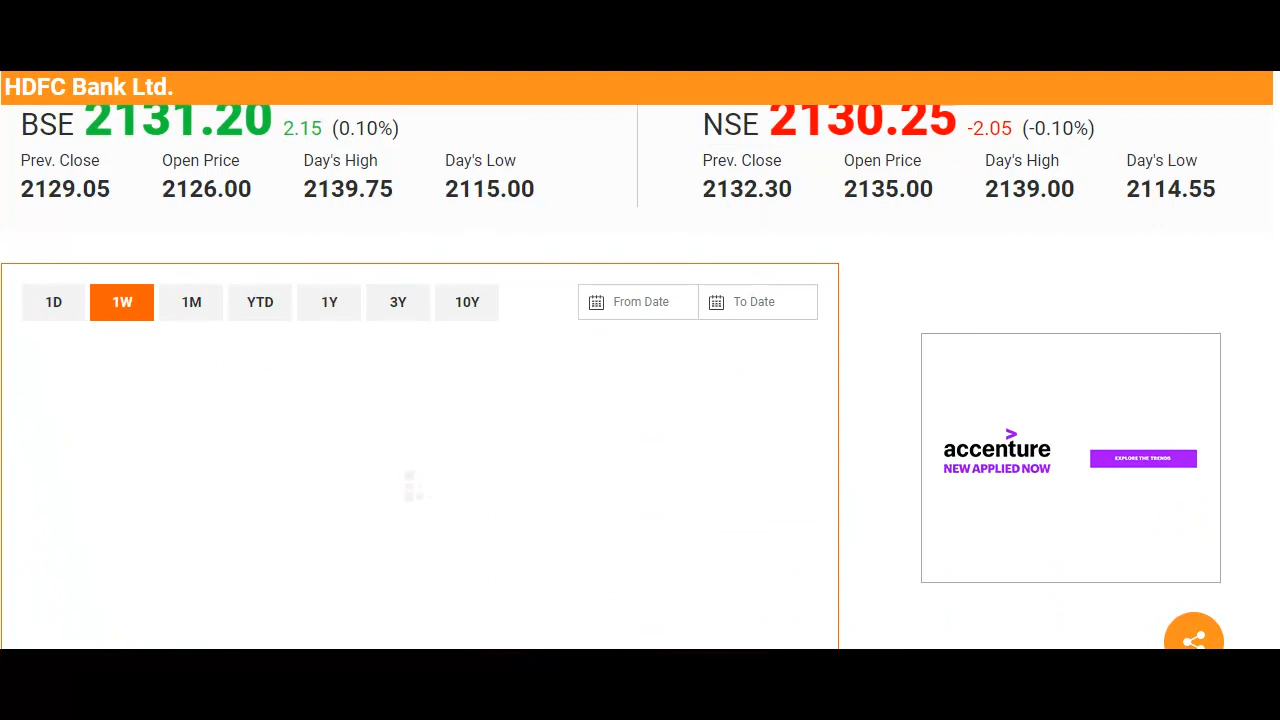 HDFC Bank Ltd.
BSE 2131.20 2.15 (0.10%)
Prev. Close Open Price Day's High Day's Low
2129.05 2126.00 2139.75 2115.00
NSE 2130.25 -2.05 (-0.10%)
Prev. Close Open Price Day's High Day's Low
2132.30 2135.00 2139.00 2114.55
1D 1W 1M YTD 1Y 3Y 10Y From Date To Date
accenture
NEW APPLIED NOW
EXPLORE THE TRENDS